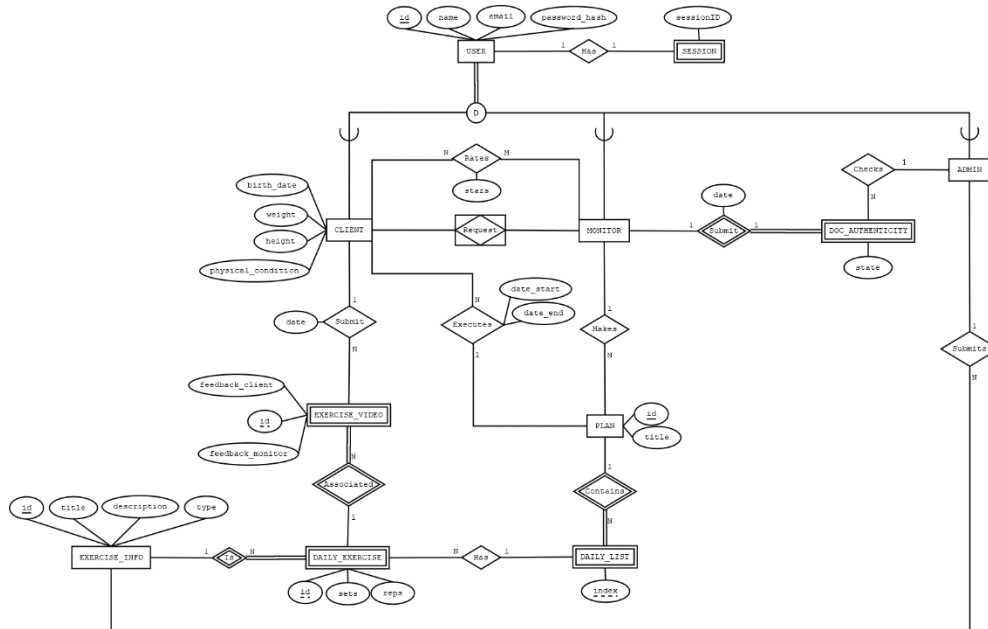 id name email password_hash sessionID
USER 1 Has 1 SESSION
D
N Rates M
stars
Checks 1 ADMIN
N
birth_date
weight
height
physical_condition
CLIENT
Request
MONITOR
date
1 Submit 1
DOC_AUTHENTICITY
state
1
date Submit
N
N
Executes
1
date_start
date_end
1
Makes
N
1
Submits
N
feedback_client
id
feedback_monitor
EXERCISE_VIDEO
PLAN
id
title
N
Associated
1
1
Contains
N
id title description type
EXERCISE_INFO 1 Is N DAILY_EXERCISE N Has 1 DAILY_LIST
id sets reps index